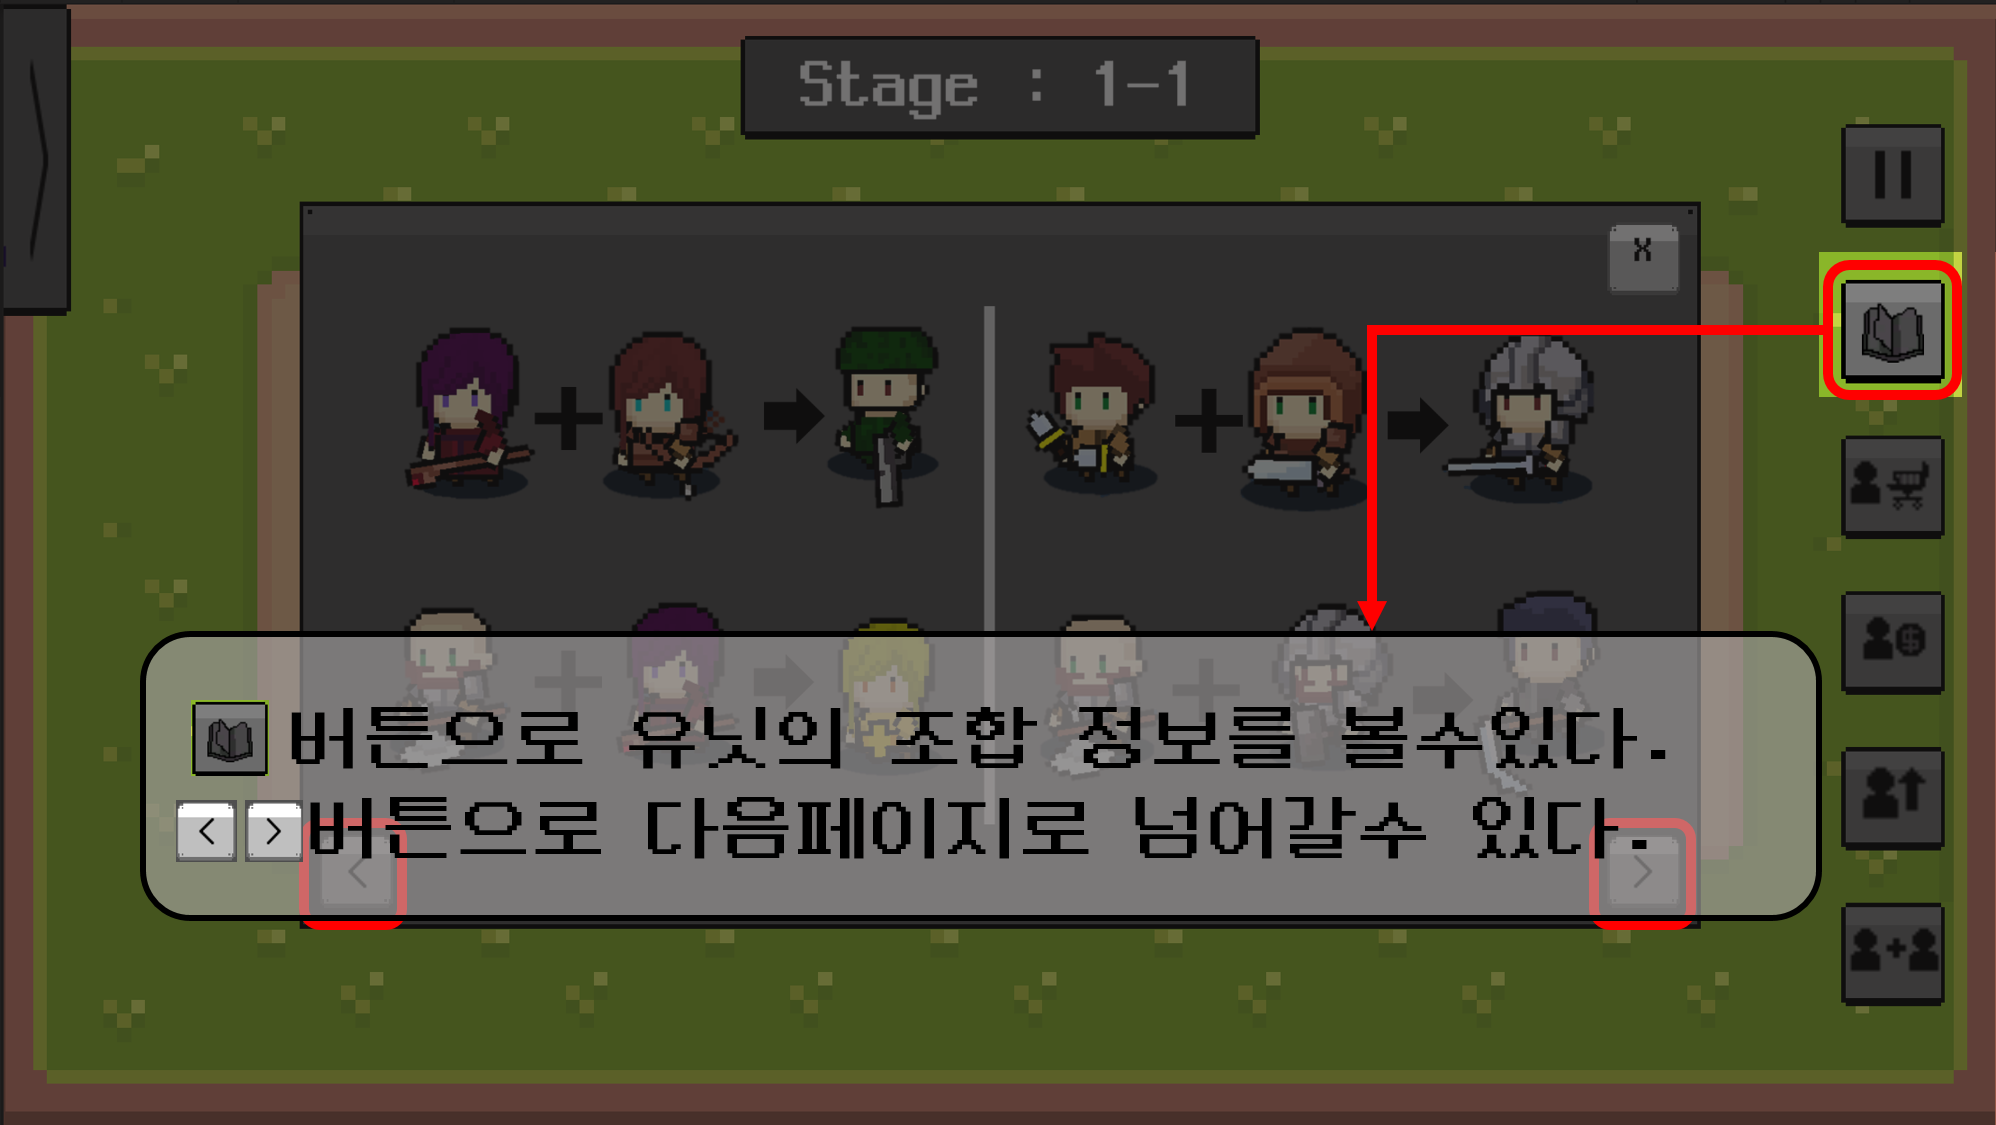 Stage : 1-1
X
버튼으로 유닛의 조합 정보를 볼수있다.
< > 버튼으로 다음페이지로 넘어갈수 있다.
< >